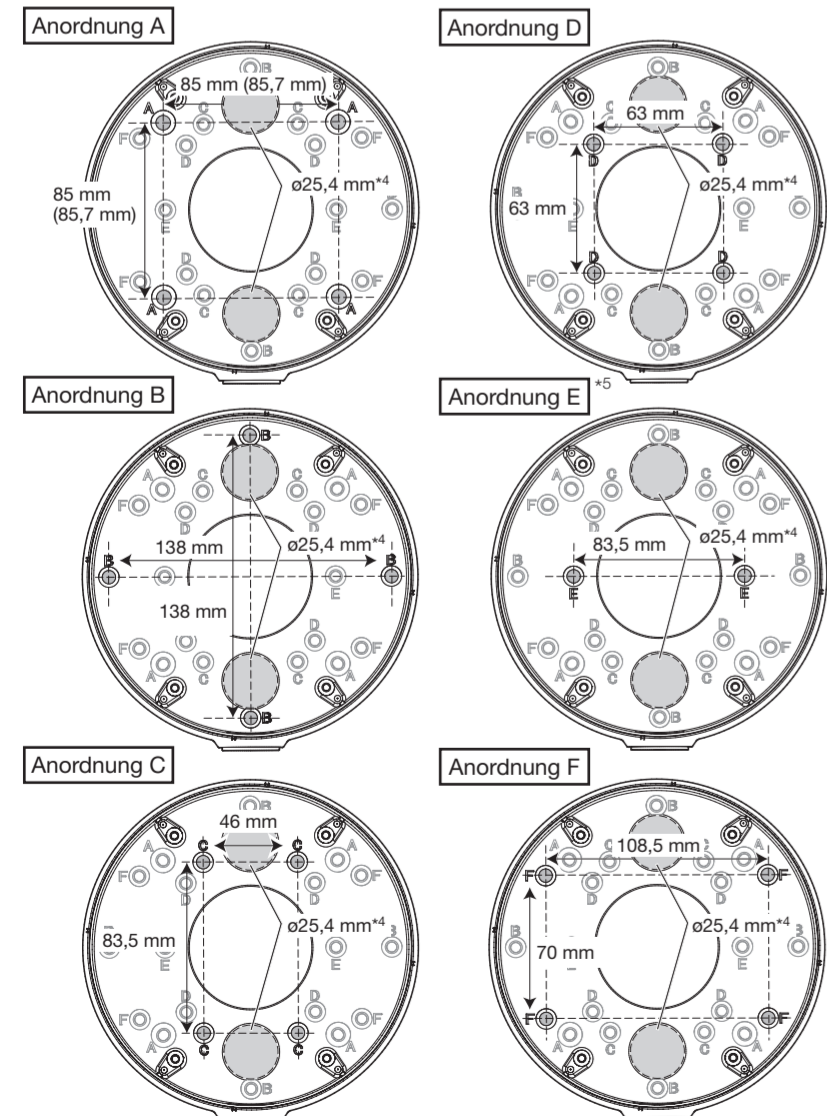 Anordnung A
85 mm (85,7 mm)
85 mm
(85,7 mm)
ø25,4 mm*4
A
A
A
A
B
B
C
C
C
C
D
D
D
D
E
E
F
F
F
F
Anordnung D
63 mm
63 mm
ø25,4 mm*4
D
D
D
D
A
A
A
A
B
B
B
C
C
C
C
E
E
F
F
F
F
Anordnung B
138 mm
138 mm
ø25,4 mm*4
B
B
B
B
A
A
A
A
C
C
C
C
D
D
E
F
F
F
F
Anordnung E *5
83,5 mm
ø25,4 mm*4
E
E
A
A
A
A
B
B
B
B
C
C
C
C
D
D
D
F
F
F
F
Anordnung C
46 mm
83,5 mm
ø25,4 mm*4
C
C
C
C
A
A
A
A
B
B
B
D
D
D
D
E
E
F
F
F
F
Anordnung F
108,5 mm
70 mm
ø25,4 mm*4
F
F
F
F
A
A
A
A
B
B
B
B
C
C
C
D
D
D
D
E